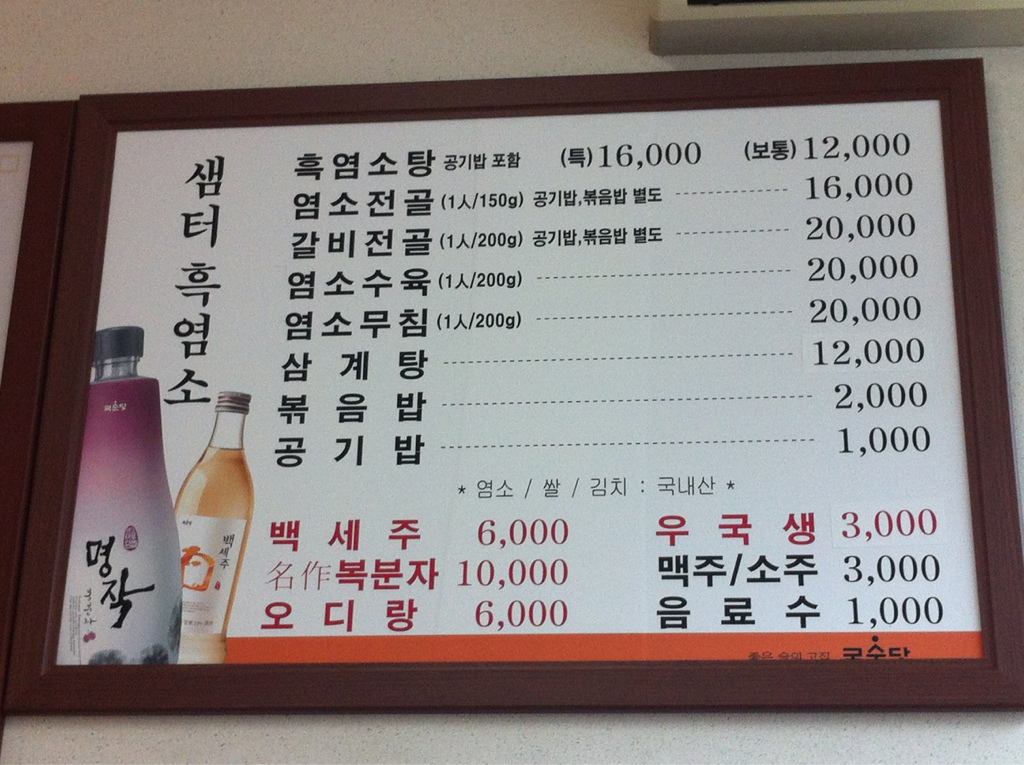 샘터흑염소
흑염소탕 공기밥 포함 (특) 16,000 (보통) 12,000
염소전골 (1人/150g) 공기밥,볶음밥 별도 16,000
갈비전골 (1人/200g) 공기밥,볶음밥 별도 20,000
염소수육 (1人/200g) 20,000
염소무침 (1人/200g) 20,000
삼계탕 12,000
볶음밥 2,000
공기밥 1,000
* 염소 / 쌀 / 김치 : 국내산 *
백세주 6,000 우국생 3,000
名作복분자 10,000 맥주/소주 3,000
오디랑 6,000 음료수 1,000
명작
복분자
백세주
국순당